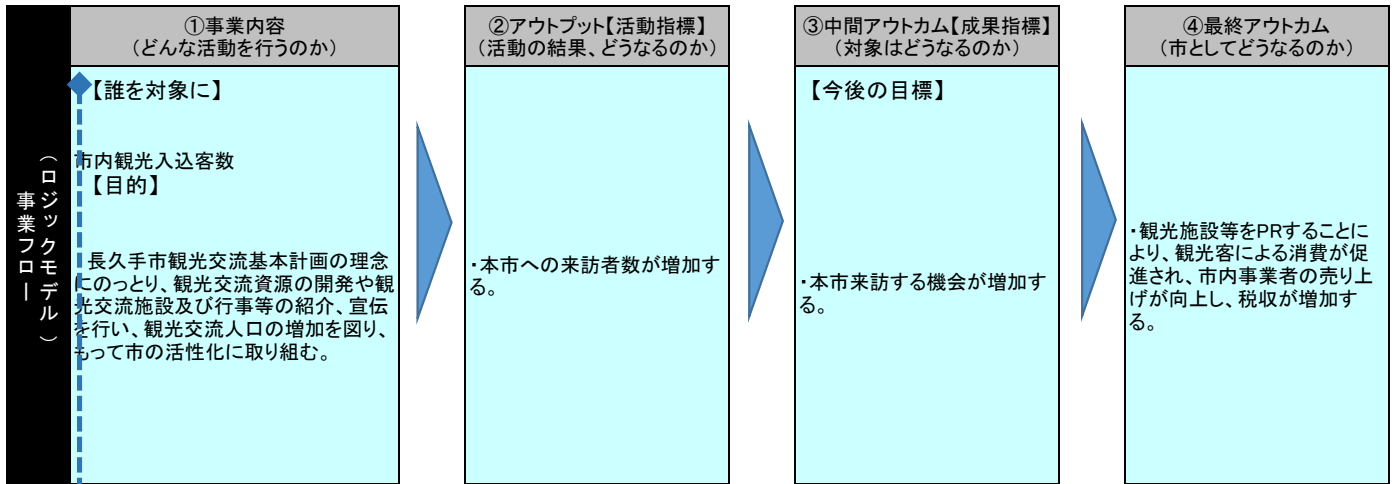 （ロジックモデル）
事業フロー
①事業内容
（どんな活動を行うのか）
【誰を対象に】
市内観光入込客数
【目的】
長久手市観光交流基本計画の理念
にのっとり、観光交流資源の開発や観
光交流施設及び行事等の紹介、宣伝
を行い、観光交流人口の増加を図り、
もって市の活性化に取り組む。
②アウトプット【活動指標】
（活動の結果、どうなるのか）
・本市への来訪者数が増加す
る。
③中間アウトカム【成果指標】
（対象はどうなるのか）
【今後の目標】
・本市来訪する機会が増加す
る。
④最終アウトカム
（市としてどうなるのか）
・観光施設等をPRすることに
より、観光客による消費が促
進され、市内事業者の売り上
げが向上し、税収が増加す
る。